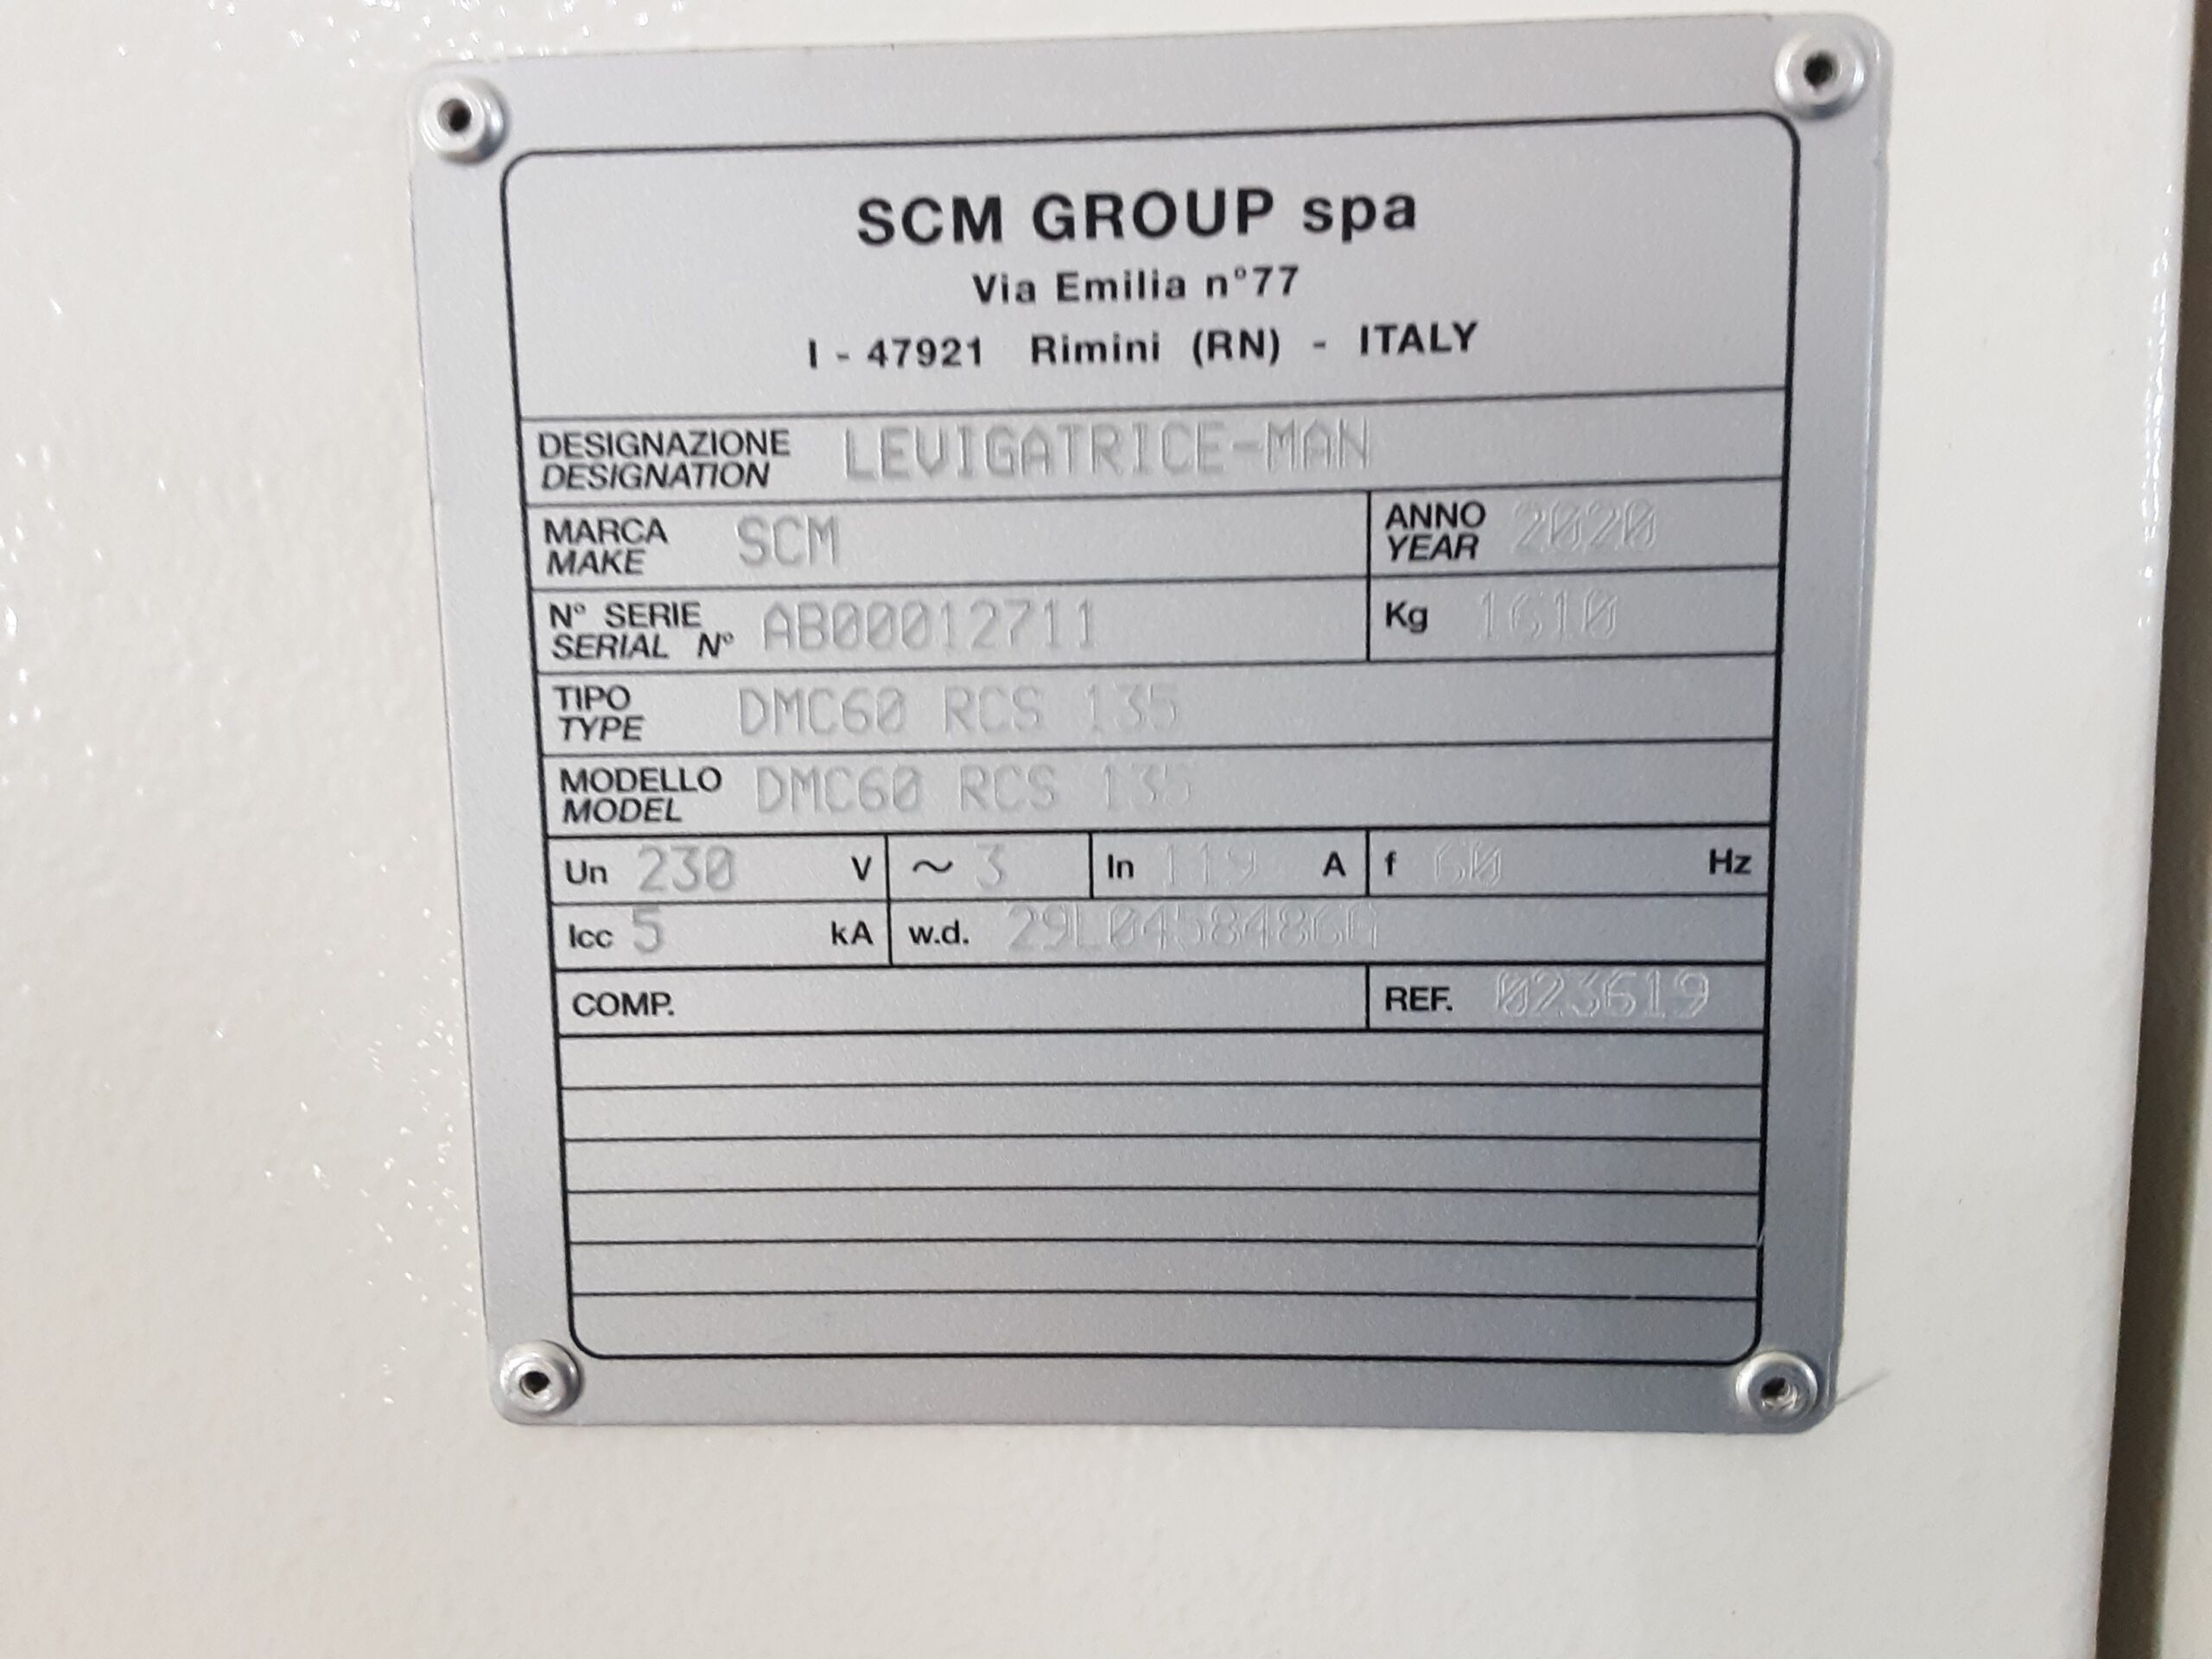 SCM GROUP spa
Via Emilia n°77
I - 47921 Rimini (RN) - ITALY
DESIGNAZIONE LEVIGATRICE-MAN
DESIGNATION
MARCA SCM ANNO 2020
MAKE YEAR
N° SERIE AB00012711 Kg 1610
SERIAL N°
TIPO DMC60 RCS 135
TYPE
MODELLO DMC60 RCS 135
MODEL
Un 230 V ~ 3 In 119 A f 60 Hz
Icc 5 kA w.d.
COMP. REF. 023619